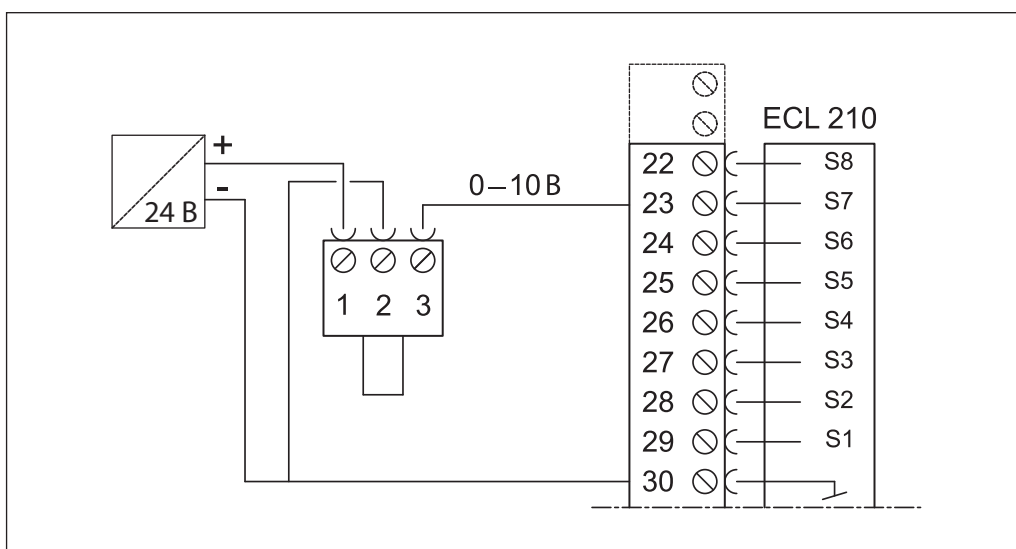 ECL 210
+
-
24 В
0–10 В
1 2 3
22 S8
23 S7
24 S6
25 S5
26 S4
27 S3
28 S2
29 S1
30